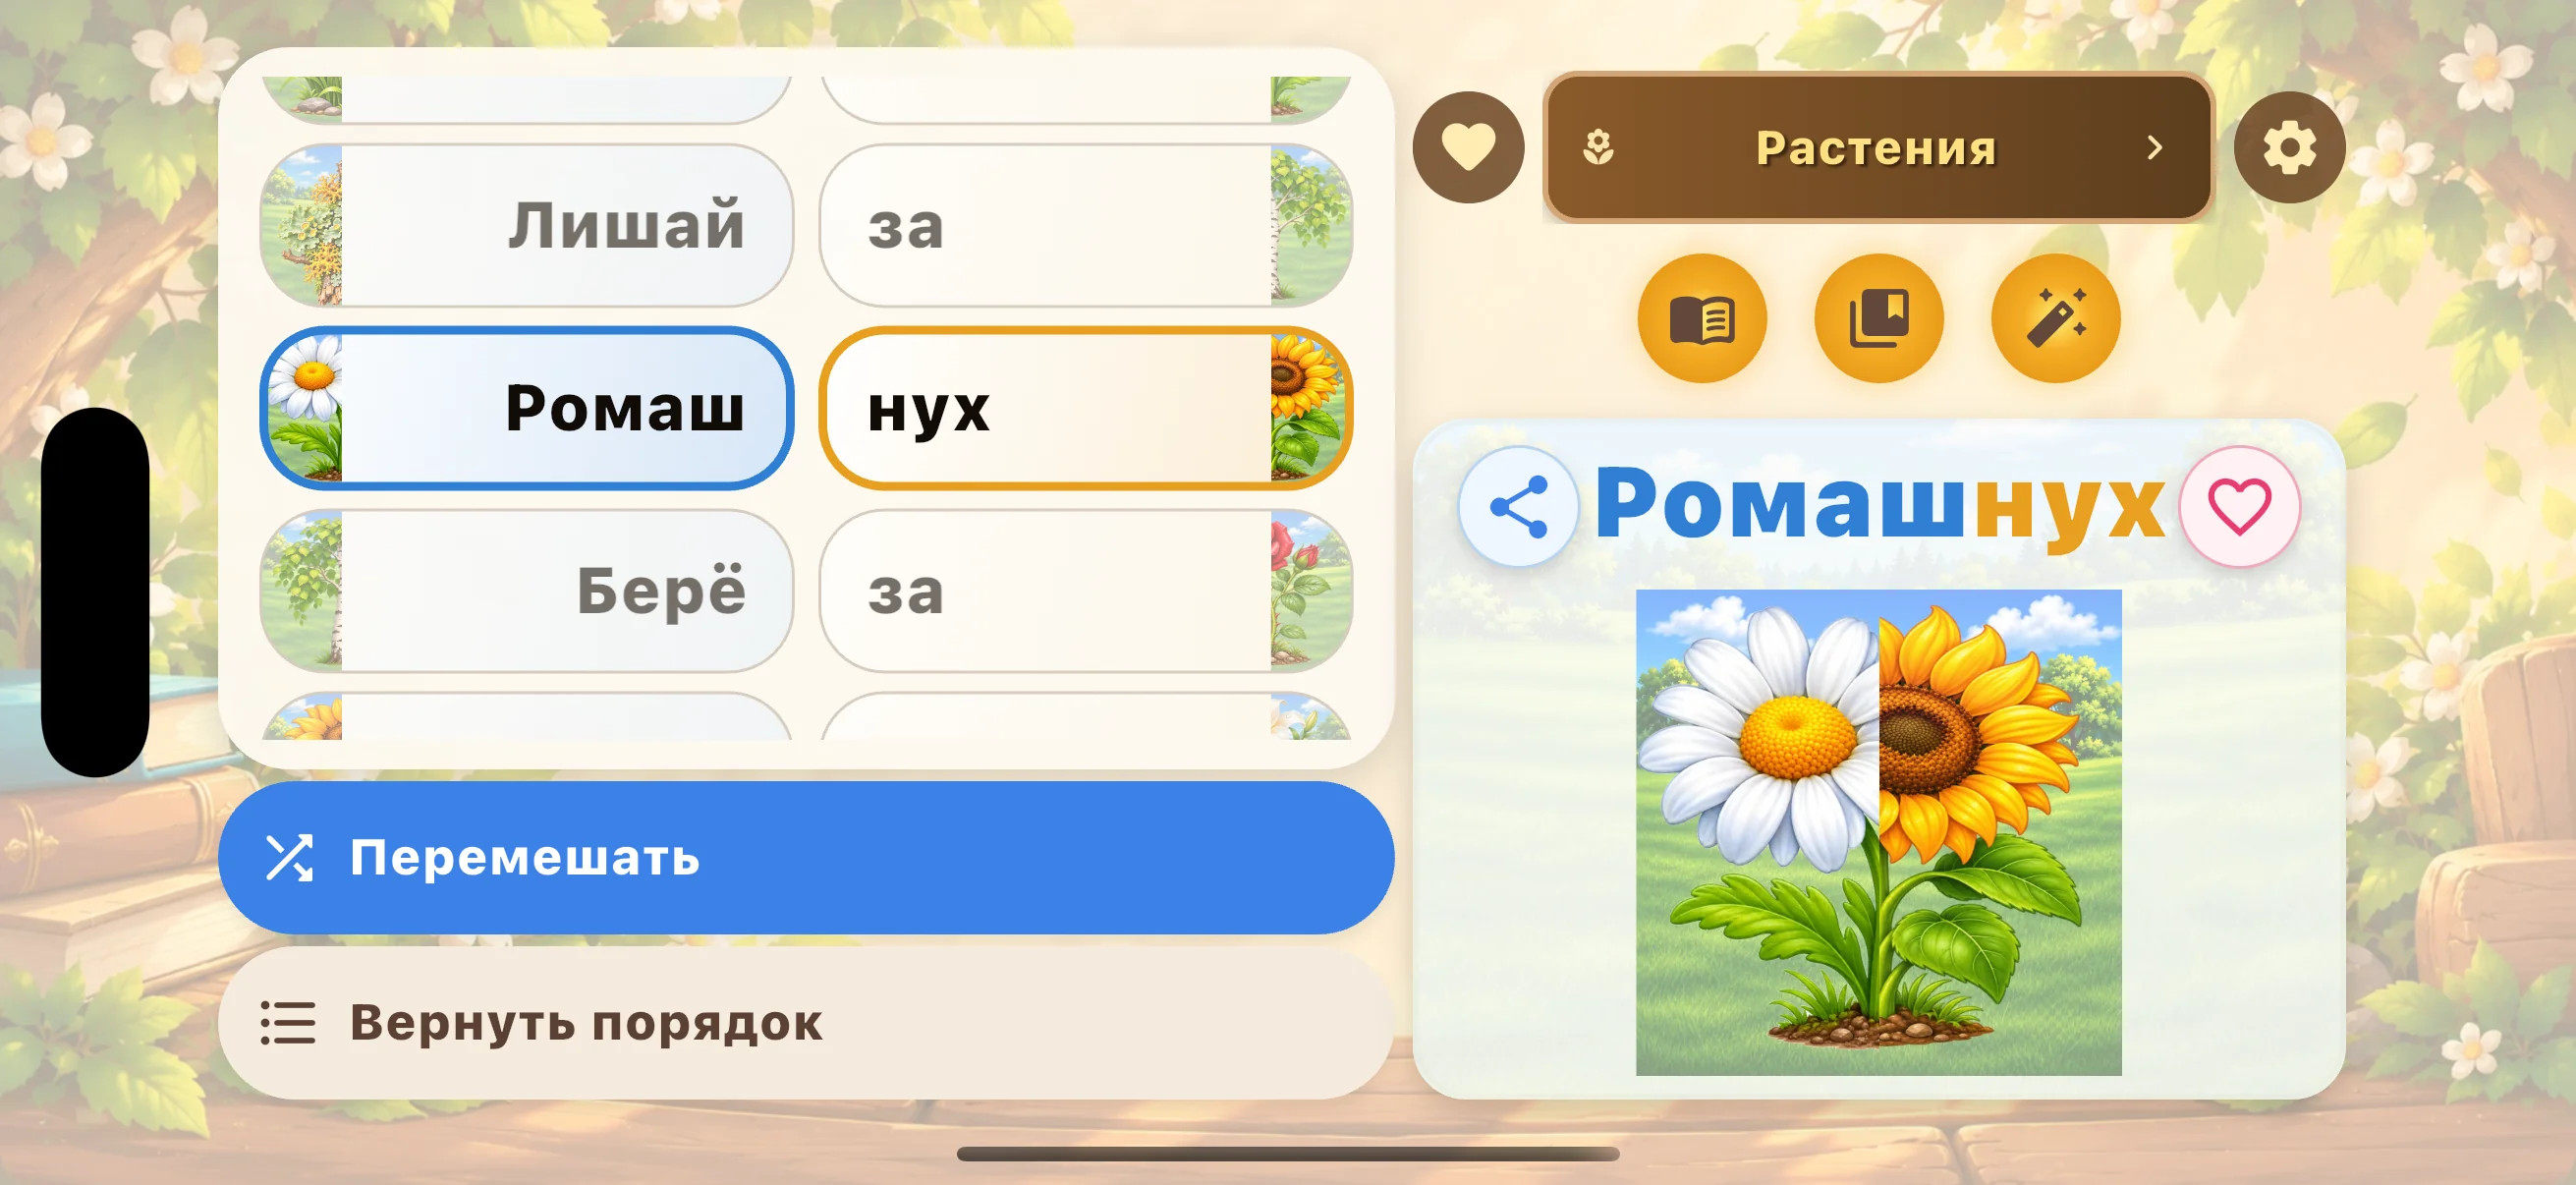 Лишай за
Ромаш нух
Берё за
Перемешать
Вернуть порядок
Растения
Ромашнух